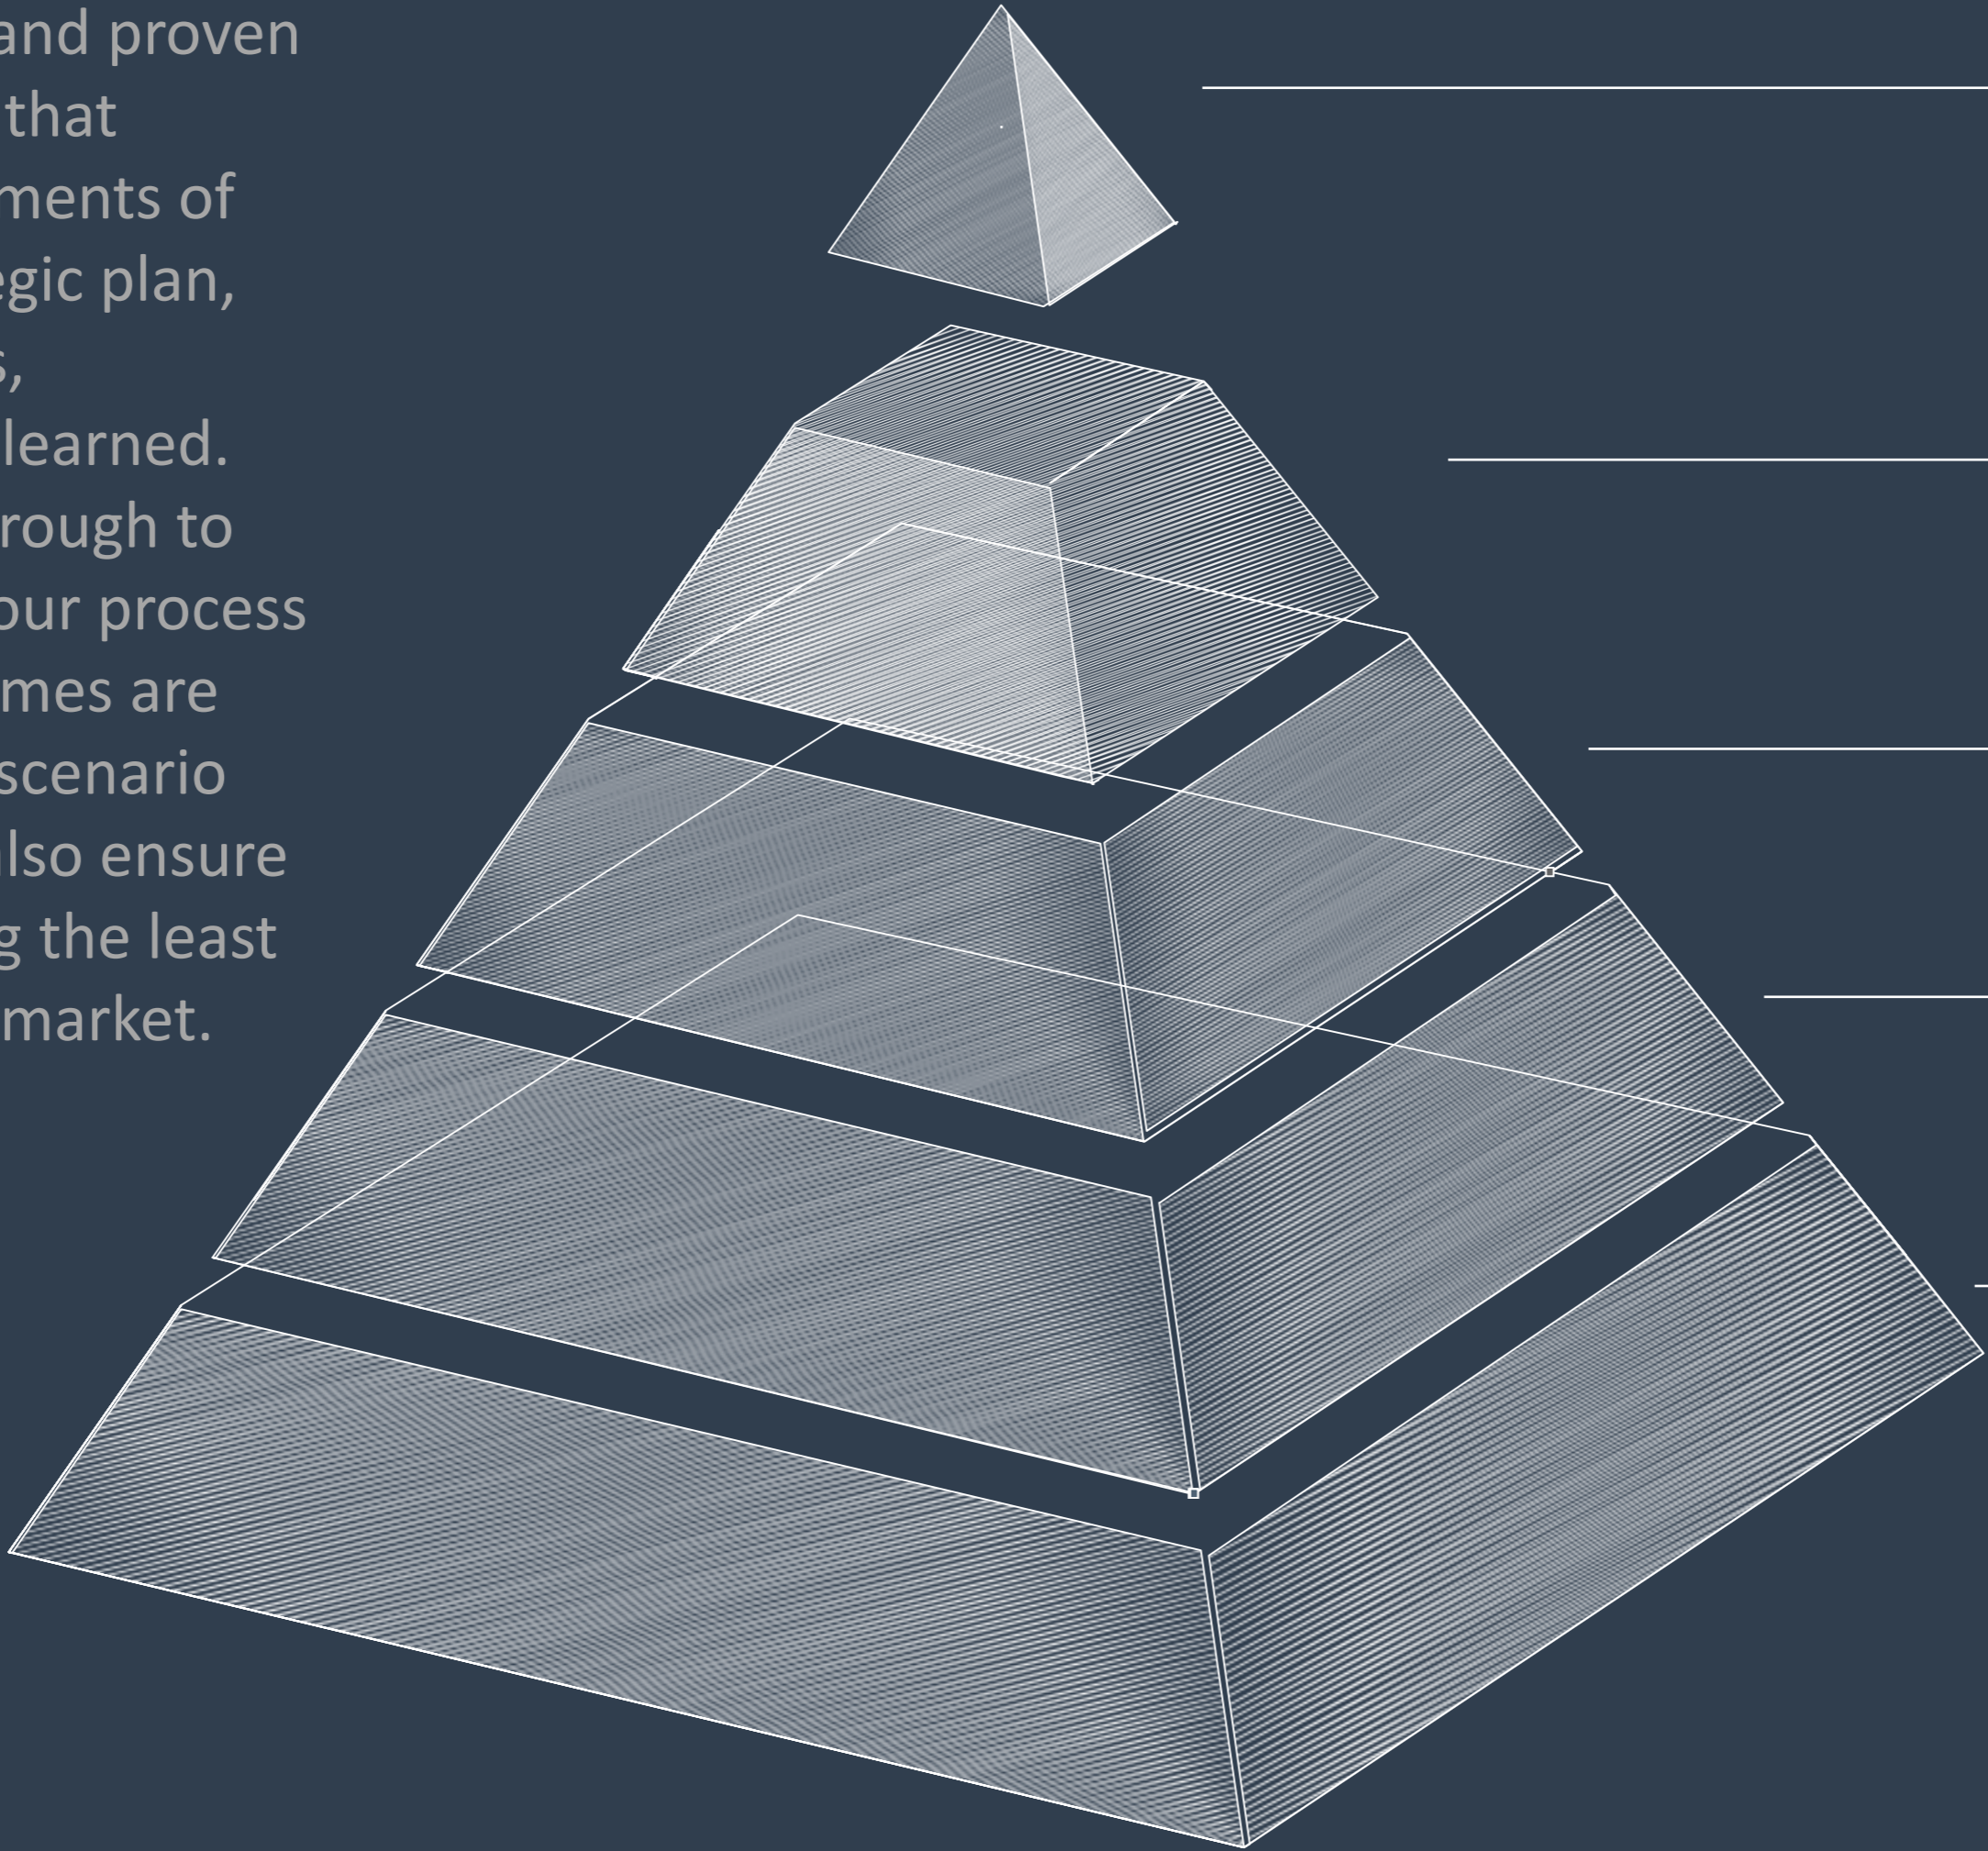 and proven
that
ments of
egic plan,
s,
learned.
rough to
our process
mes are
scenario
also ensure
g the least
market.